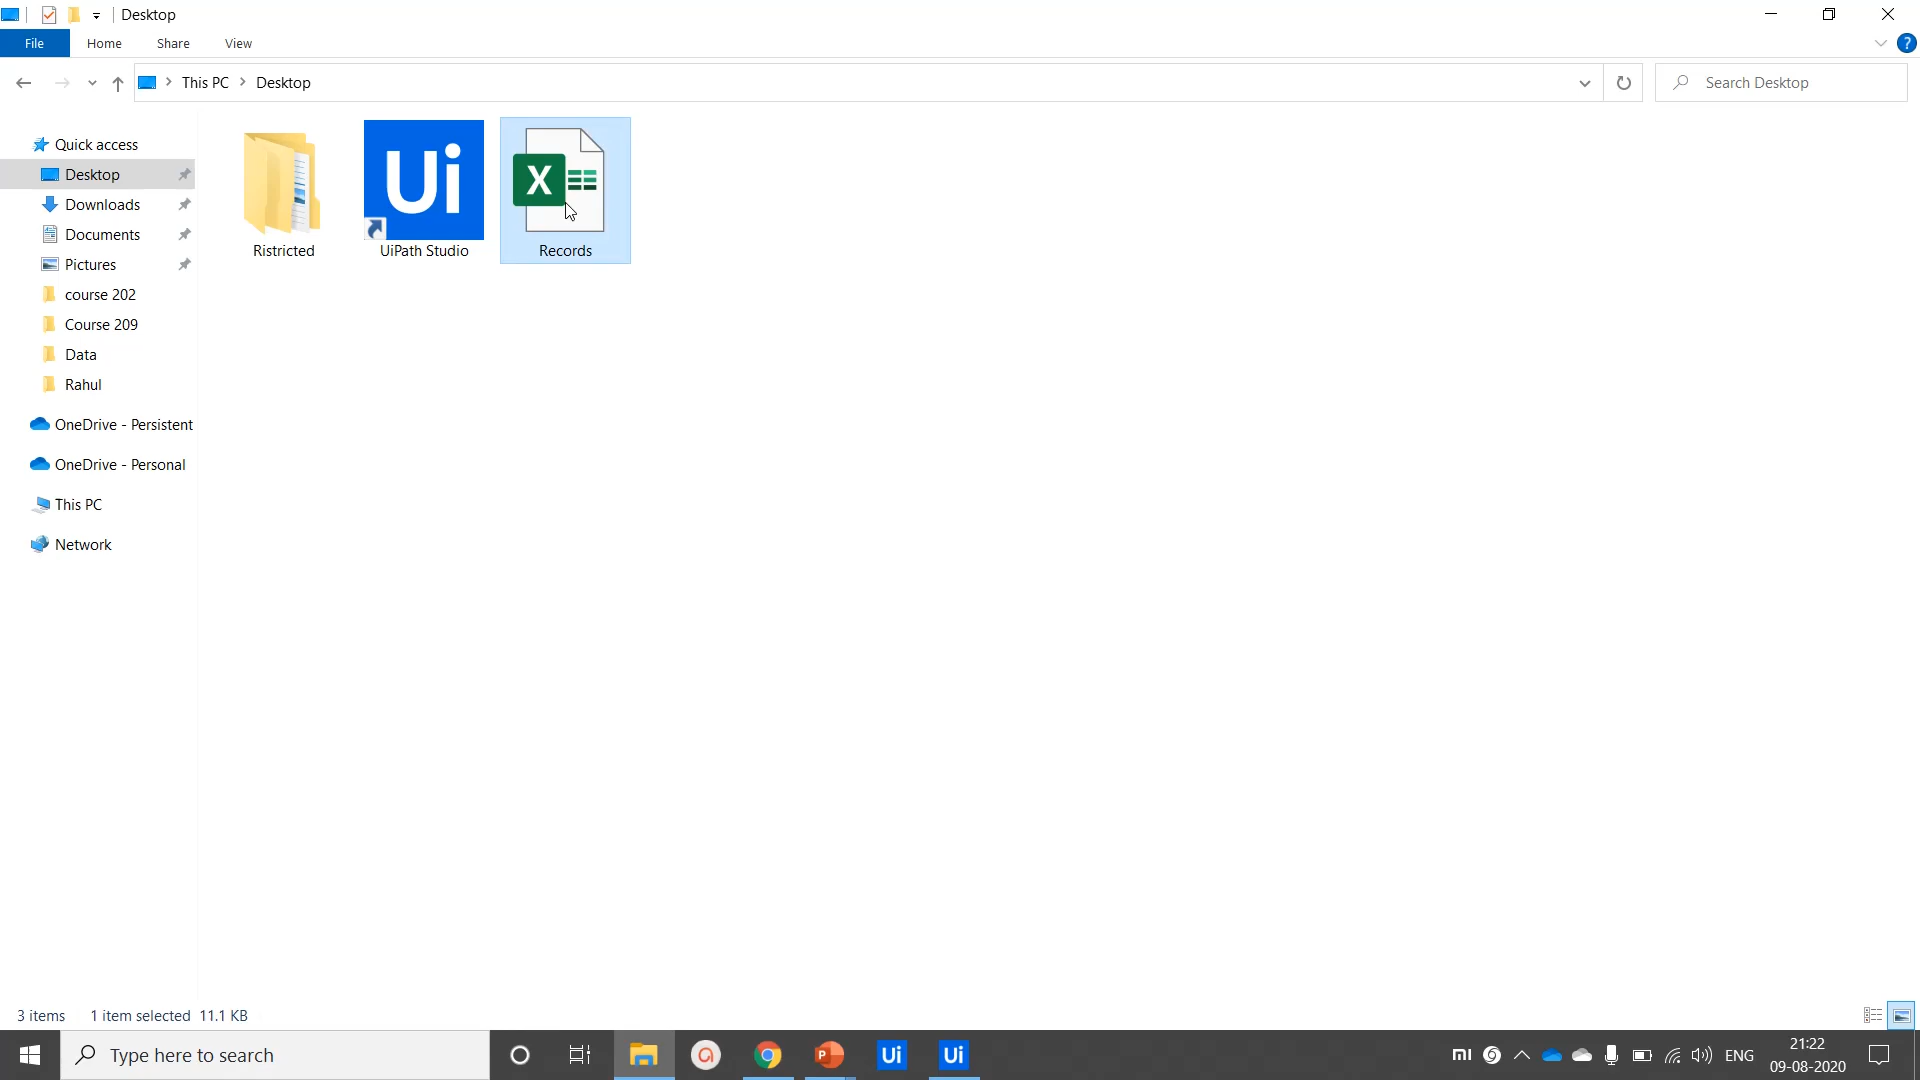 Desktop
File Home Share View
This PC Desktop
Search Desktop
Quick access
Desktop
Downloads
Documents
Pictures
course 202
Course 209
Data
Rahul
OneDrive - Persistent
OneDrive - Personal
This PC
Network
Ui
X
Ristricted
UiPath Studio
Records
3 items 1 item selected 11.1 KB
Type here to search
P
Ui
Ui
mi
ENG
21:22
09-08-2020